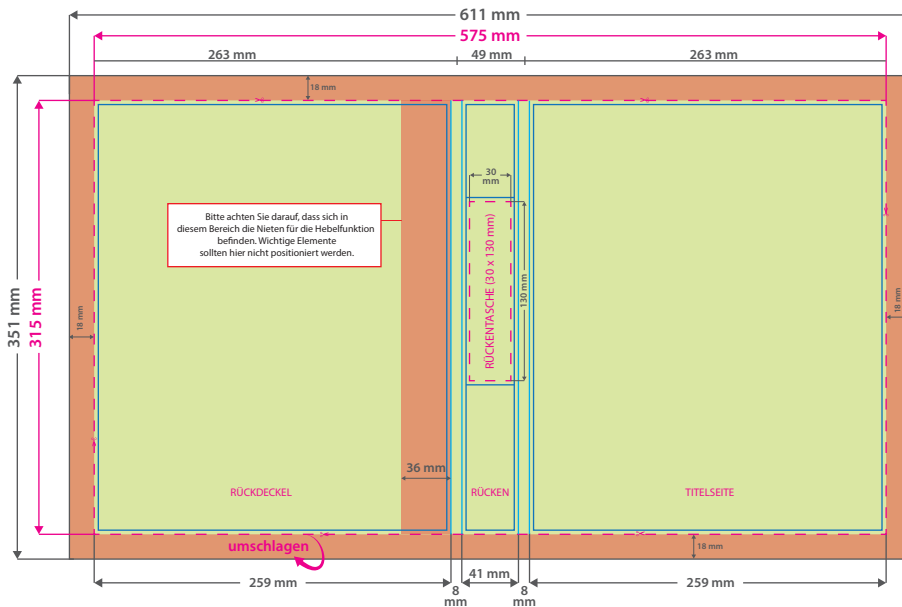 611 mm
575 mm
263 mm
49 mm
263 mm
18 mm
30
mm
Bitte achten Sie darauf, dass sich in
diesem Bereich die Nieten für die Hebelfunktion
befinden. Wichtige Elemente
sollten hier nicht positioniert werden.
RÜCKENTASCHE (30 x 130 mm)
130 mm
351 mm
315 mm
18 mm
18 mm
36 mm
RÜCKDECKEL
RÜCKEN
TITELSEITE
umschlagen
18 mm
259 mm
8
mm
41 mm
8
mm
259 mm